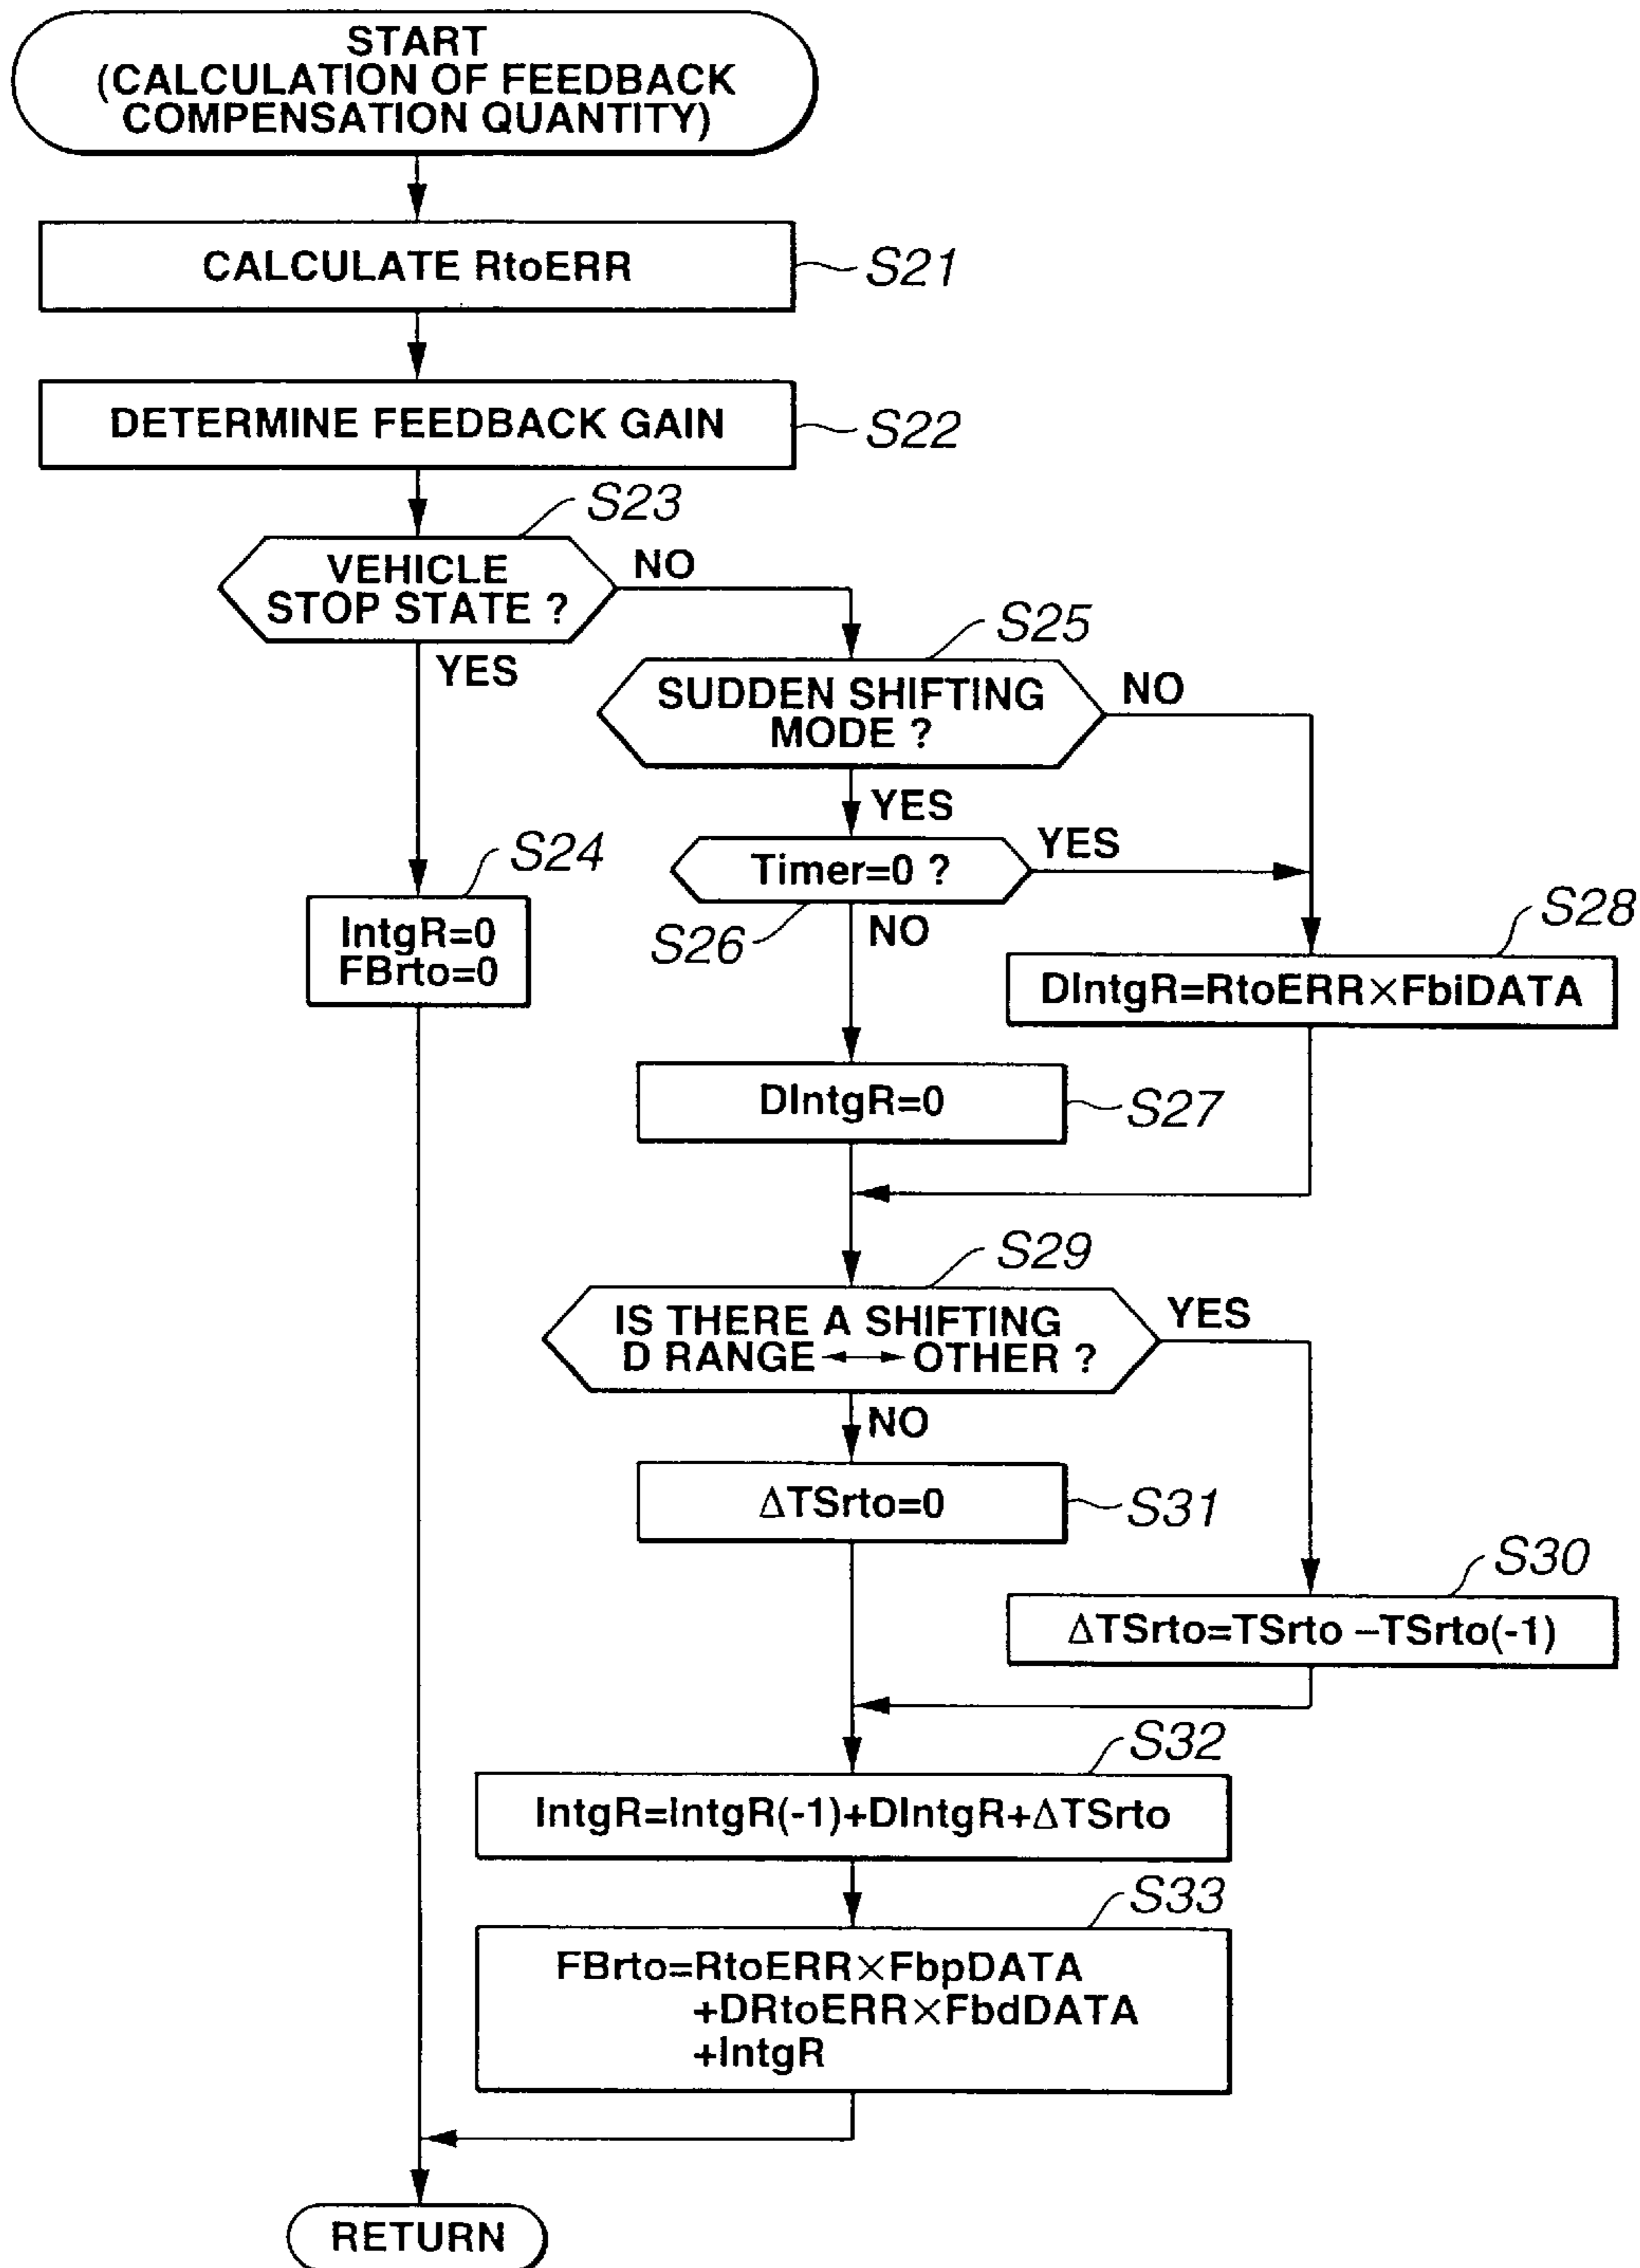 START
(CALCULATION OF FEEDBACK
COMPENSATION QUANTITY)
CALCULATE RtoERR
S21
DETERMINE FEEDBACK GAIN
S22
S23
VEHICLE
STOP STATE ?
NO
YES
S25
SUDDEN SHIFTING
MODE ?
NO
YES
S24
IntgR=0
FBrto=0
Timer=0 ?
YES
S26
NO
S28
DIntgR=RtoERR×FbiDATA
DIntgR=0
S27
S29
IS THERE A SHIFTING
D RANGE ↔ OTHER ?
YES
NO
ΔTSrto=0
S31
S30
ΔTSrto=TSrto –TSrto(-1)
S32
IntgR=IntgR(-1)+DIntgR+ΔTSrto
S33
FBrto=RtoERR×FbpDATA
+DRtoERR×FbdDATA
+IntgR
RETURN